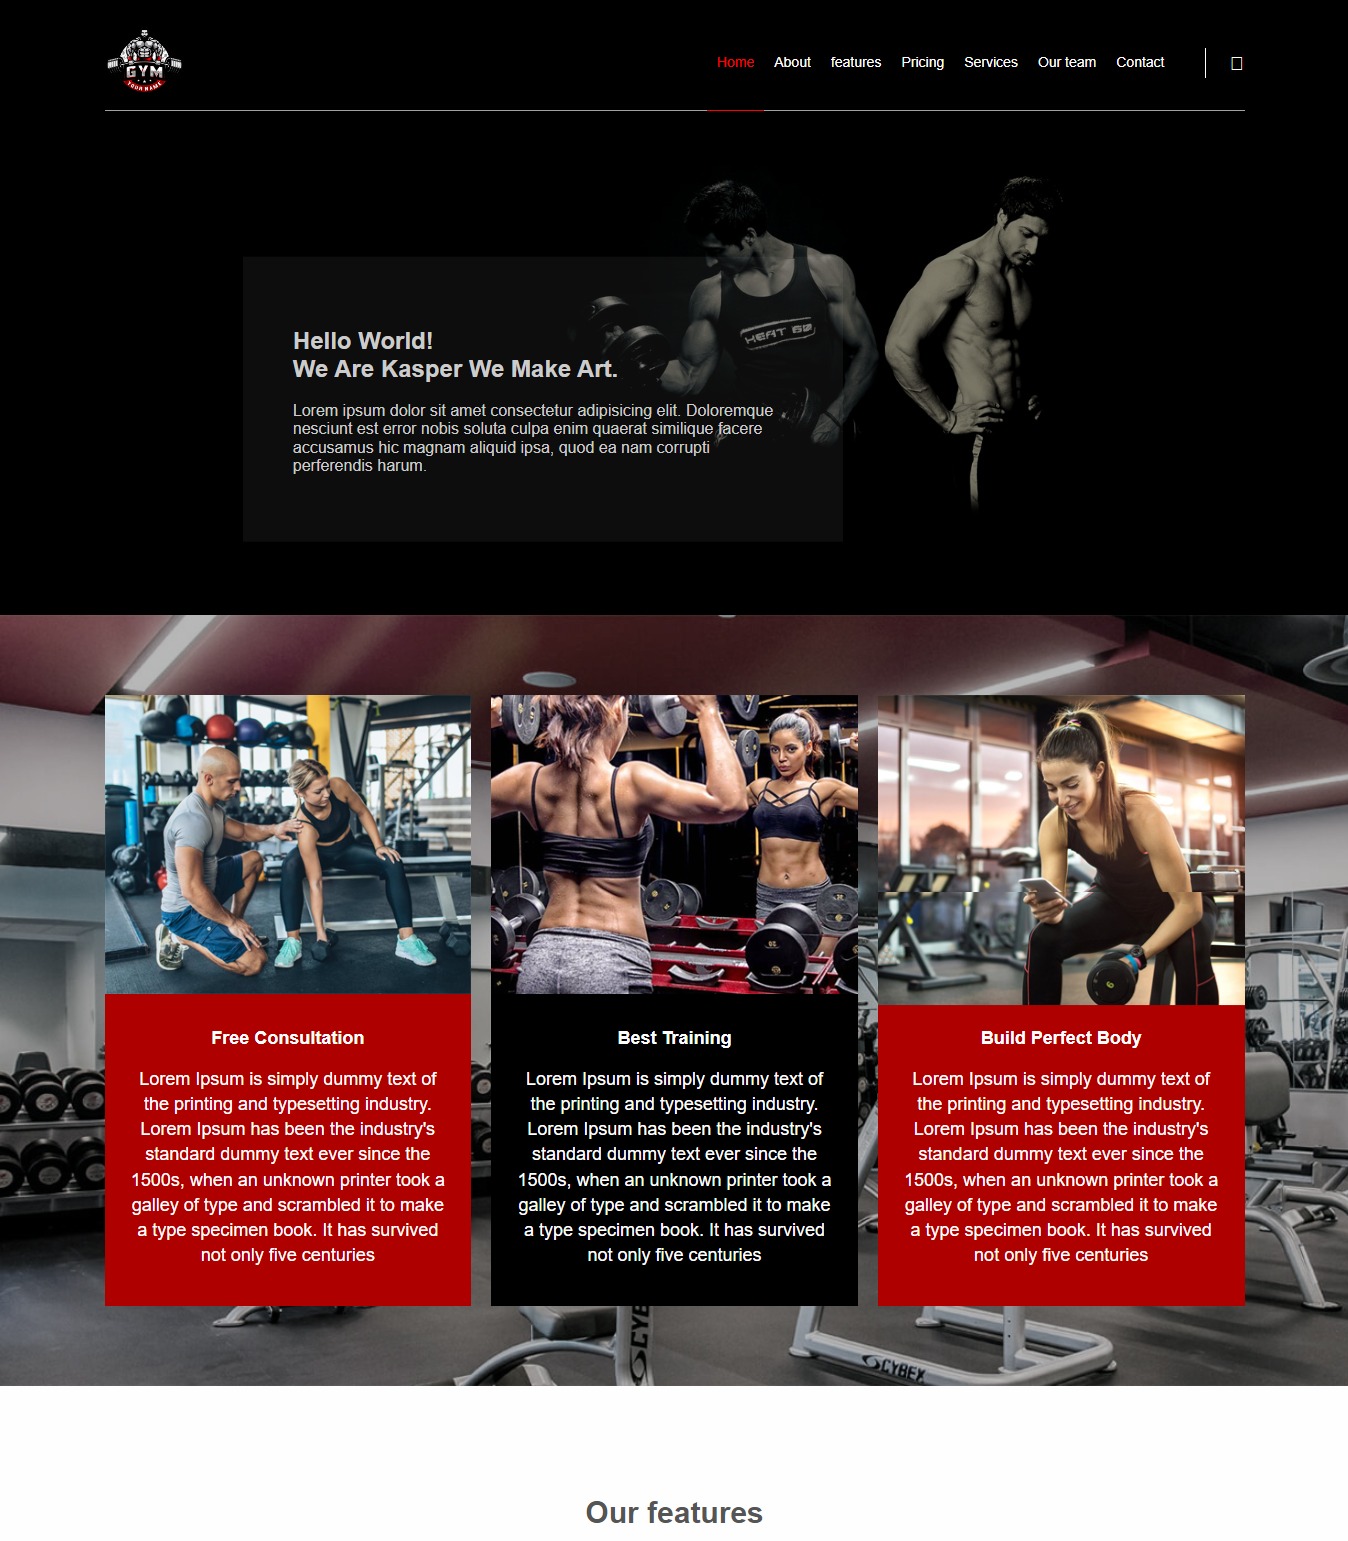 GYM
YOUR NAME
Home About features Pricing Services Our team Contact
HEAT 60
Hello World!
We Are Kasper We Make Art.
Lorem ipsum dolor sit amet consectetur adipisicing elit. Doloremque
nesciunt est error nobis soluta culpa enim quaerat similique facere
accusamus hic magnam aliquid ipsa, quod ea nam corrupti
perferendis harum.
Free Consultation
Lorem Ipsum is simply dummy text of
the printing and typesetting industry.
Lorem Ipsum has been the industry's
standard dummy text ever since the
1500s, when an unknown printer took a
galley of type and scrambled it to make
a type specimen book. It has survived
not only five centuries
Best Training
Lorem Ipsum is simply dummy text of
the printing and typesetting industry.
Lorem Ipsum has been the industry's
standard dummy text ever since the
1500s, when an unknown printer took a
galley of type and scrambled it to make
a type specimen book. It has survived
not only five centuries
Build Perfect Body
Lorem Ipsum is simply dummy text of
the printing and typesetting industry.
Lorem Ipsum has been the industry's
standard dummy text ever since the
1500s, when an unknown printer took a
galley of type and scrambled it to make
a type specimen book. It has survived
not only five centuries
CYBEX
Our features